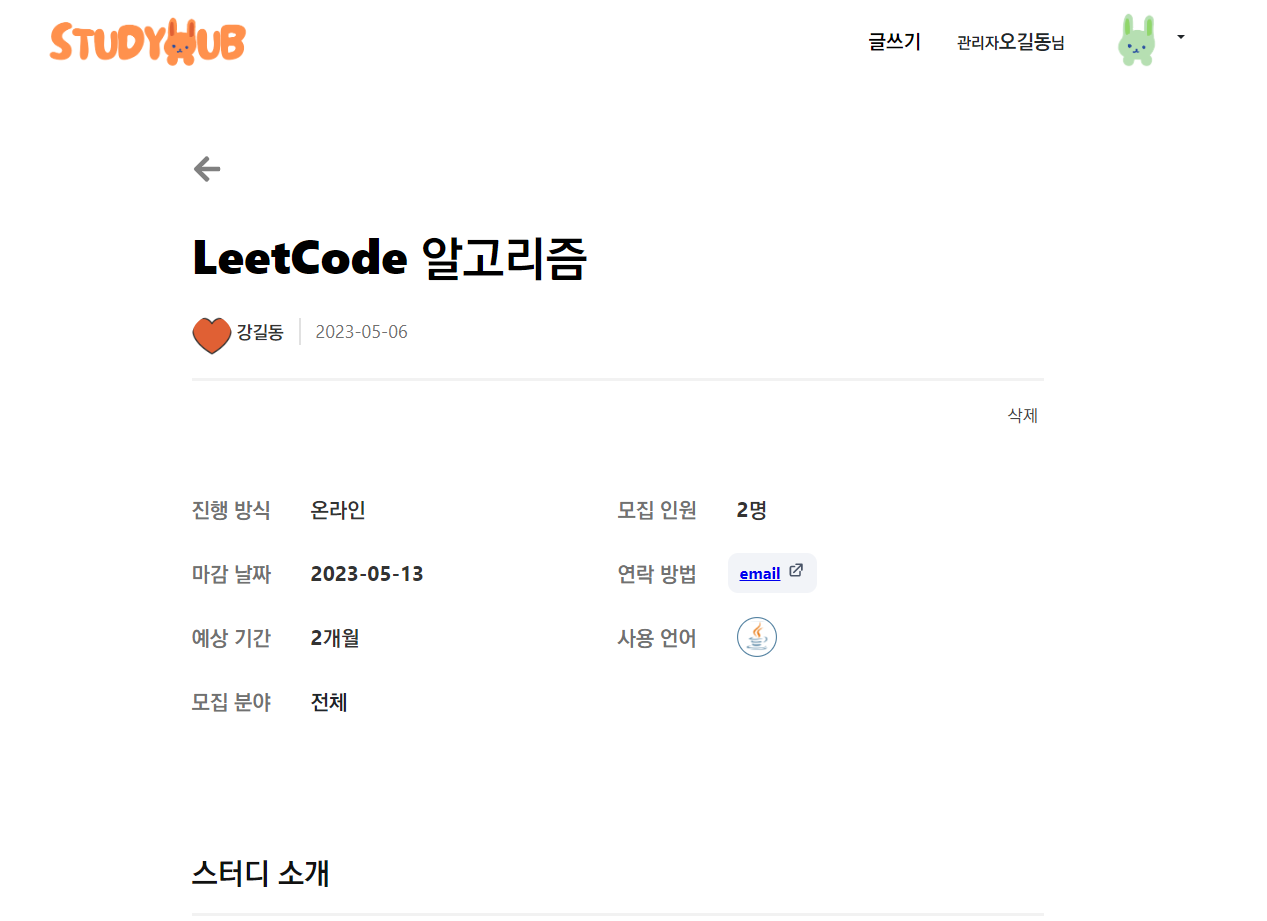 STUDYHUB 글쓰기 관리자오길동님
LeetCode 알고리즘
강길동 2023-05-06
삭제
진행 방식 온라인 모집 인원 2명
마감 날짜 2023-05-13 연락 방법 email
예상 기간 2개월 사용 언어
모집 분야 전체
스터디 소개